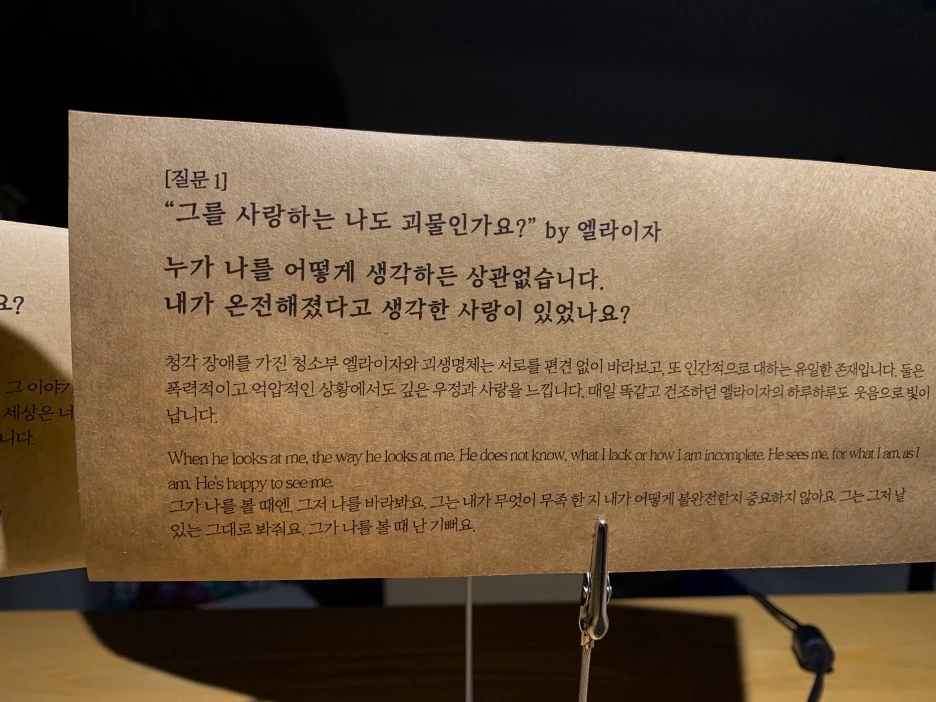 [질문 1]
“그를 사랑하는 나도 괴물인가요?” by 엘라이자
누가 나를 어떻게 생각하든 상관없습니다.
내가 온전해졌다고 생각한 사랑이 있었나요?
청각 장애를 가진 청소부 엘라이자와 괴생명체는 서로를 편견 없이 바라보고, 또 인간적으로 대하는 유일한 존재입니다. 둘은
폭력적이고 억압적인 상황에서도 깊은 우정과 사랑을 느낍니다. 매일 똑같고 건조하던 엘라이자의 하루하루도 웃음으로 빛이
납니다.
When he looks at me, the way he looks at me. He does not know, what I lack or how I am incomplete. He sees me, for what I am, as I
am. He's happy to see me.
그가 나를 볼 때엔, 그저 나를 바라봐요. 그는 내가 무엇이 부족 한 지 내가 어떻게 불완전한지 중요하지 않아요. 그는 그저 날
있는 그대로 봐줘요. 그가 나를 볼 때 난 기뻐요.
요?
그 이야기
세상은 너
니다.